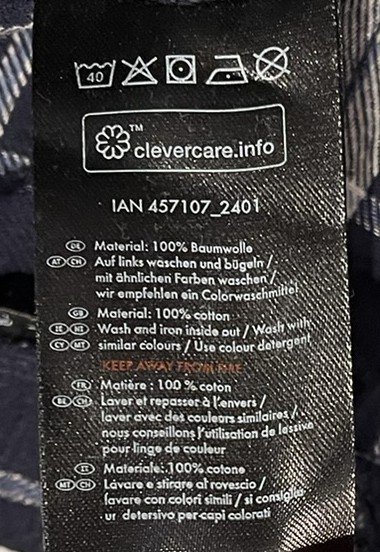 40
TM
clevercare.info
IAN 457107_2401
DE Material: 100% Baumwolle
AT CH Auf links waschen und bügeln /
mit ähnlichen Farben waschen /
wir empfehlen ein Colorwaschmittel
GB Material: 100% cotton
IE NI Wash and iron inside out / Wash with
CY MT similar colours / Use colour detergent
KEEP AWAY FROM FIRE
FR Matière : 100 % coton
BE CH Laver et repasser à l'envers /
laver avec des couleurs similaires /
nous conseillons l'utilisation de lessive
pour linge de couleur
IT Materiale: 100% cotone
MT CH Lavare e stirare al rovescio /
lavare con colori simili / si consiglia
ur detersivo per capi colorati